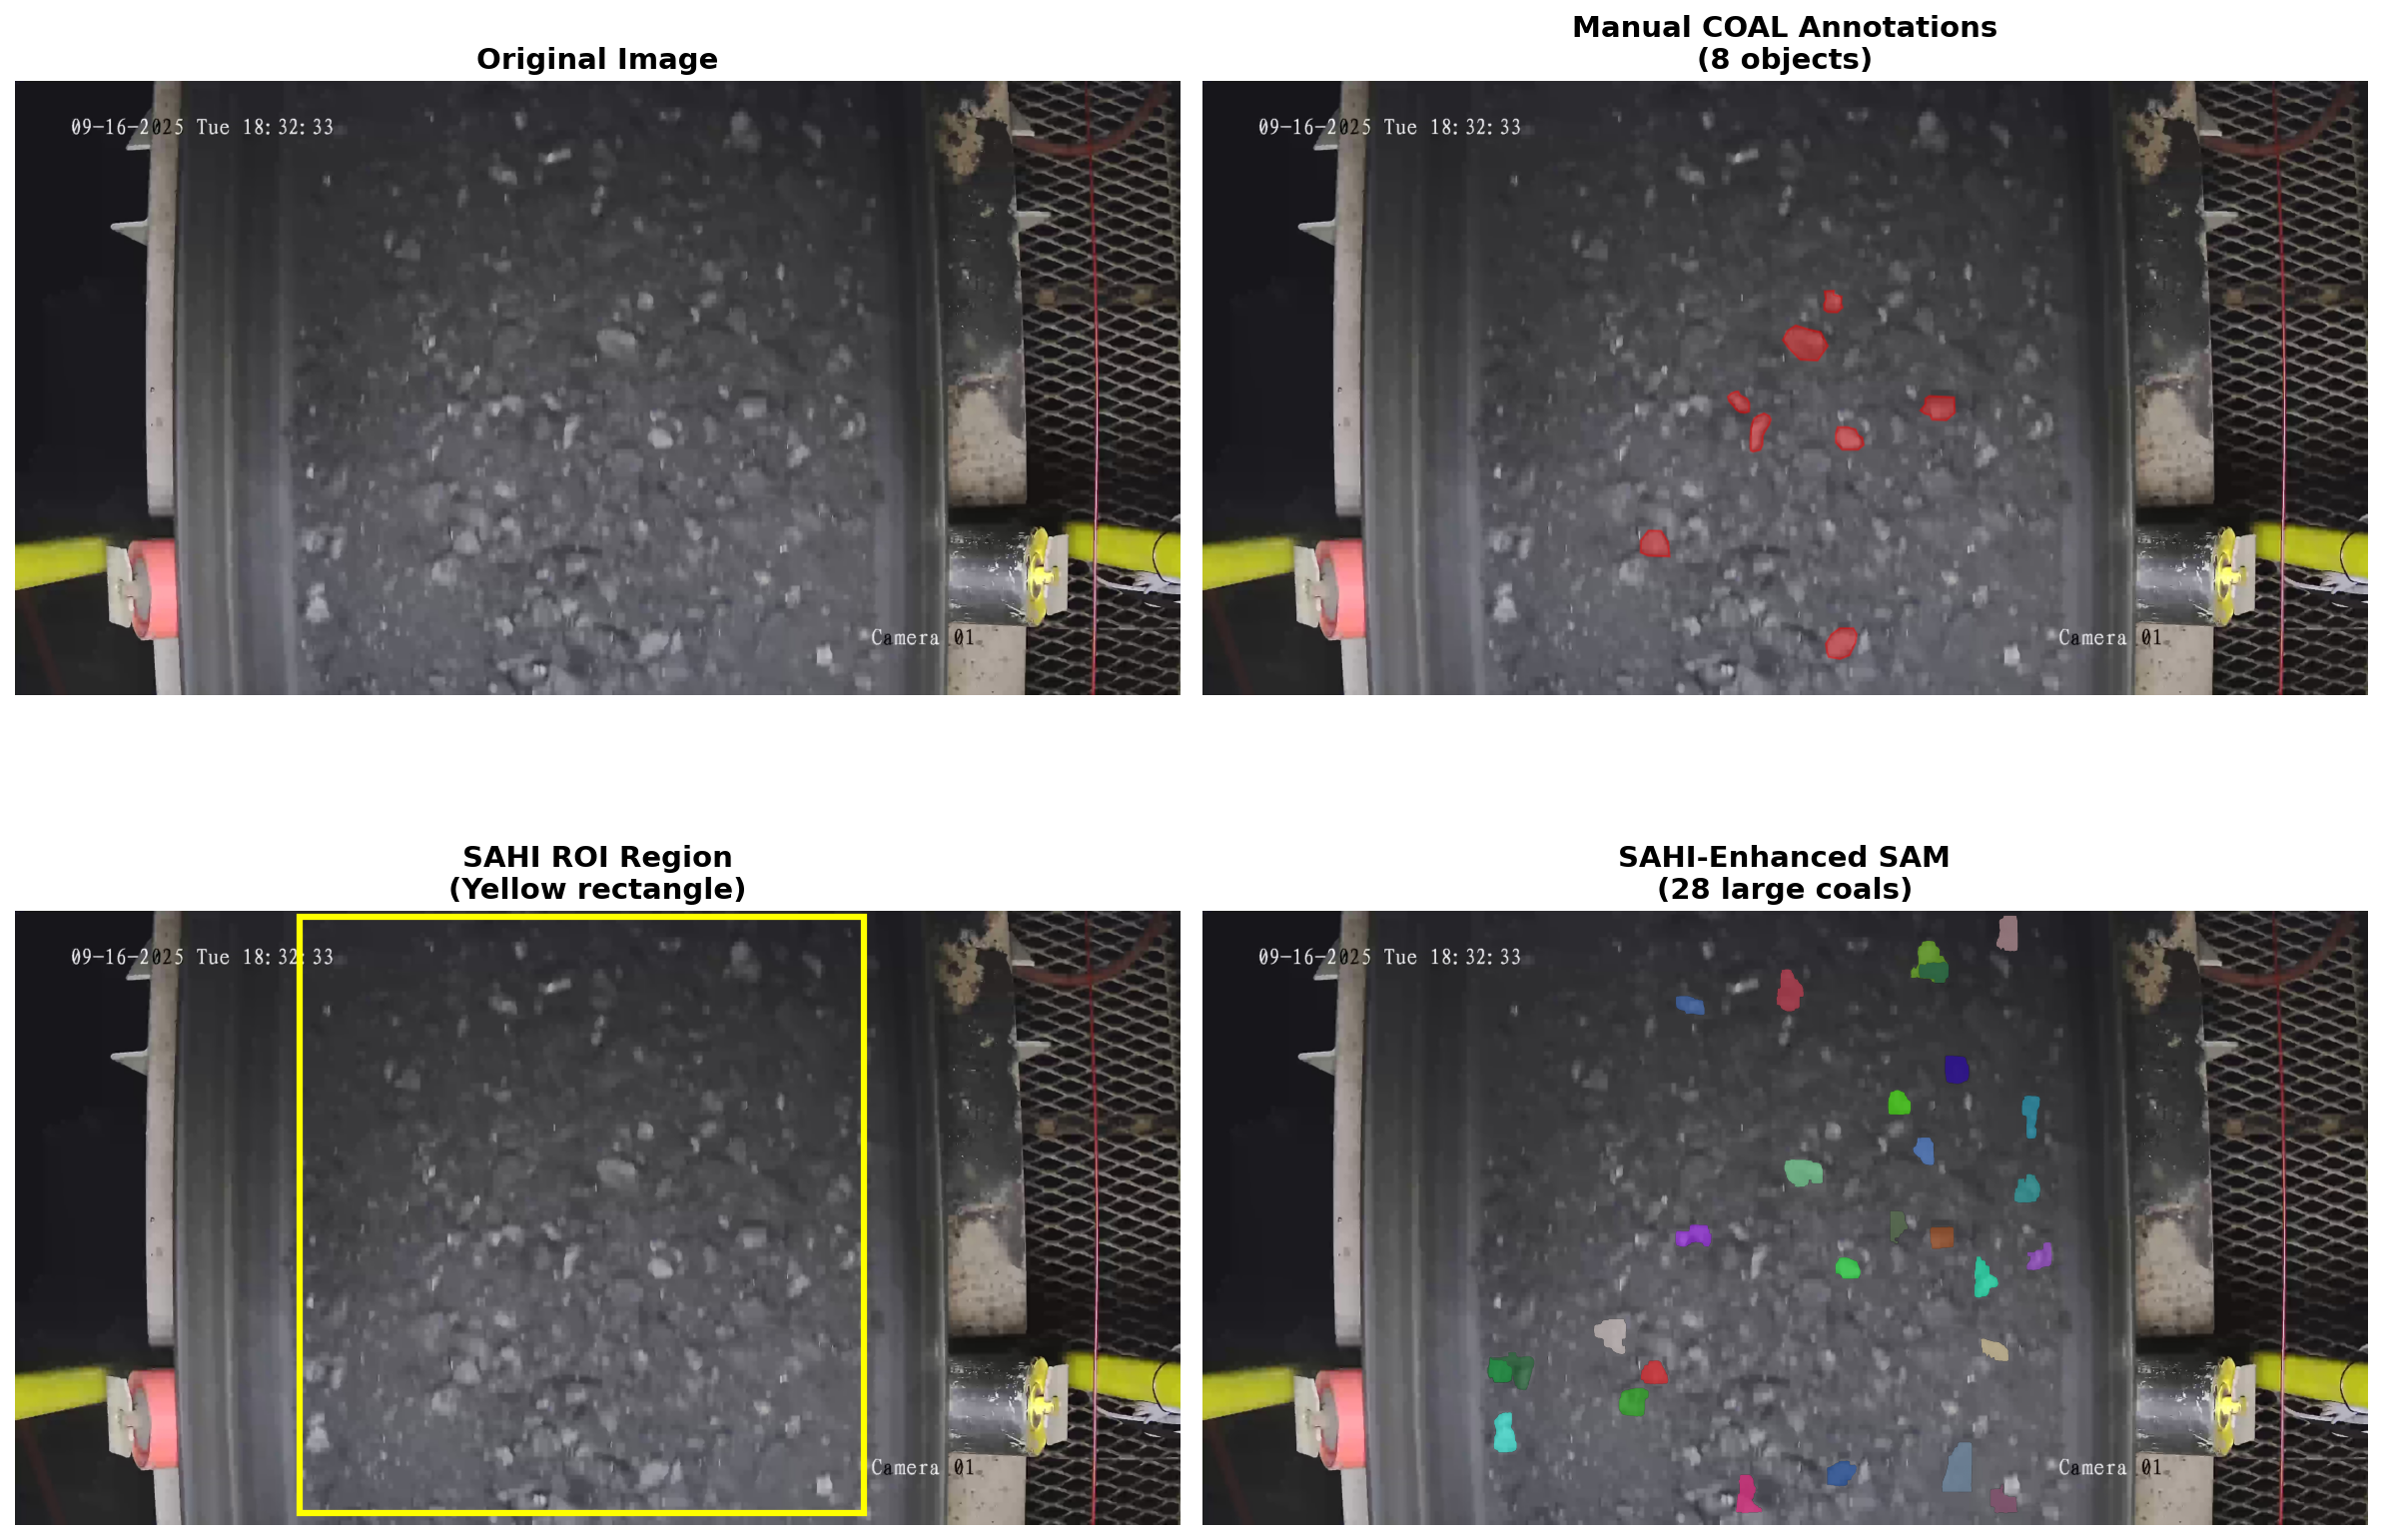 Original Image
09-16-2025 Tue 18:32:33
Camera 01
Manual COAL Annotations
(8 objects)
09-16-2025 Tue 18:32:33
Camera 01
SAHI ROI Region
(Yellow rectangle)
09-16-2025 Tue 18:32:33
Camera 01
SAHI-Enhanced SAM
(28 large coals)
09-16-2025 Tue 18:32:33
Camera 01